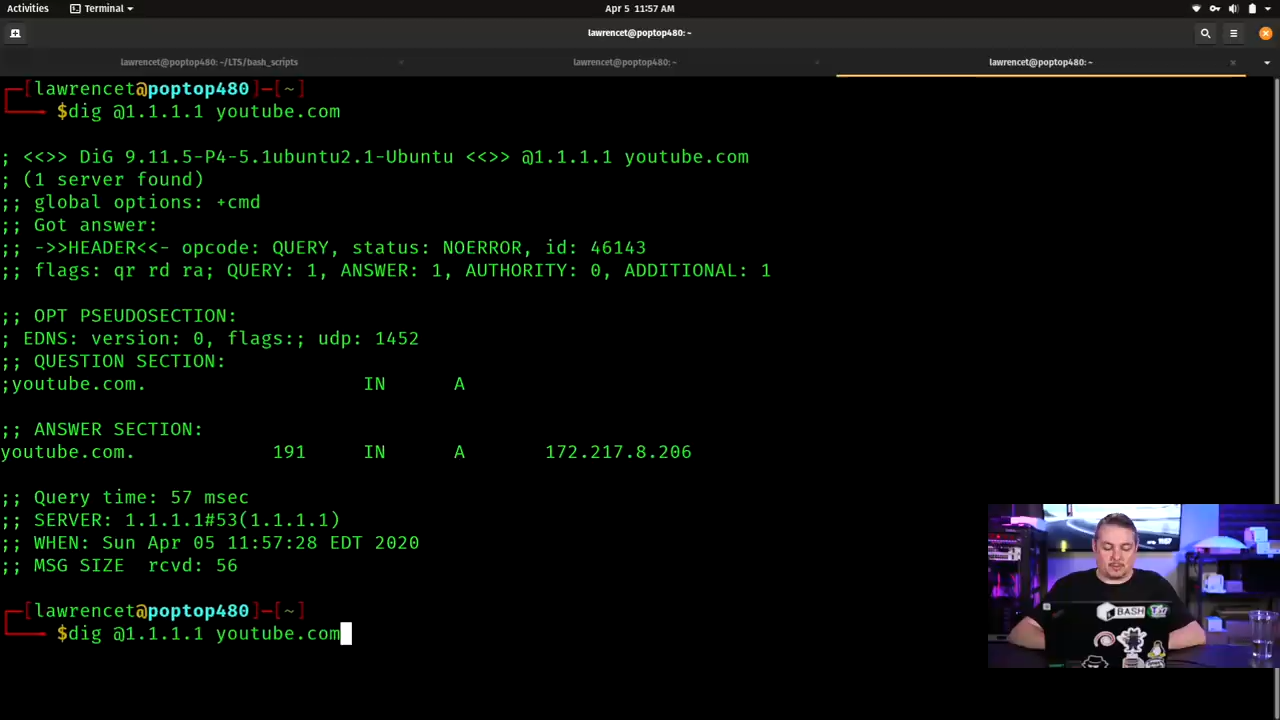 Activities
Terminal
Apr 5 11:57 AM
lawrencet@poptop480: ~
lawrencet@poptop480: ~/LTS/bash_scripts
lawrencet@poptop480: ~
lawrencet@poptop480: ~
[lawrencet@poptop480]-[~]
$dig @1.1.1.1 youtube.com
; <<>> DiG 9.11.5-P4-5.1ubuntu2.1-Ubuntu <<>> @1.1.1.1 youtube.com
; (1 server found)
;; global options: +cmd
;; Got answer:
;; ->>HEADER<<- opcode: QUERY, status: NOERROR, id: 46143
;; flags: qr rd ra; QUERY: 1, ANSWER: 1, AUTHORITY: 0, ADDITIONAL: 1
;; OPT PSEUDOSECTION:
; EDNS: version: 0, flags:; udp: 1452
;; QUESTION SECTION:
;youtube.com. IN A
;; ANSWER SECTION:
youtube.com. 191 IN A 172.217.8.206
;; Query time: 57 msec
;; SERVER: 1.1.1.1#53(1.1.1.1)
;; WHEN: Sun Apr 05 11:57:28 EDT 2020
;; MSG SIZE rcvd: 56
[lawrencet@poptop480]-[~]
$dig @1.1.1.1 youtube.com
BASH